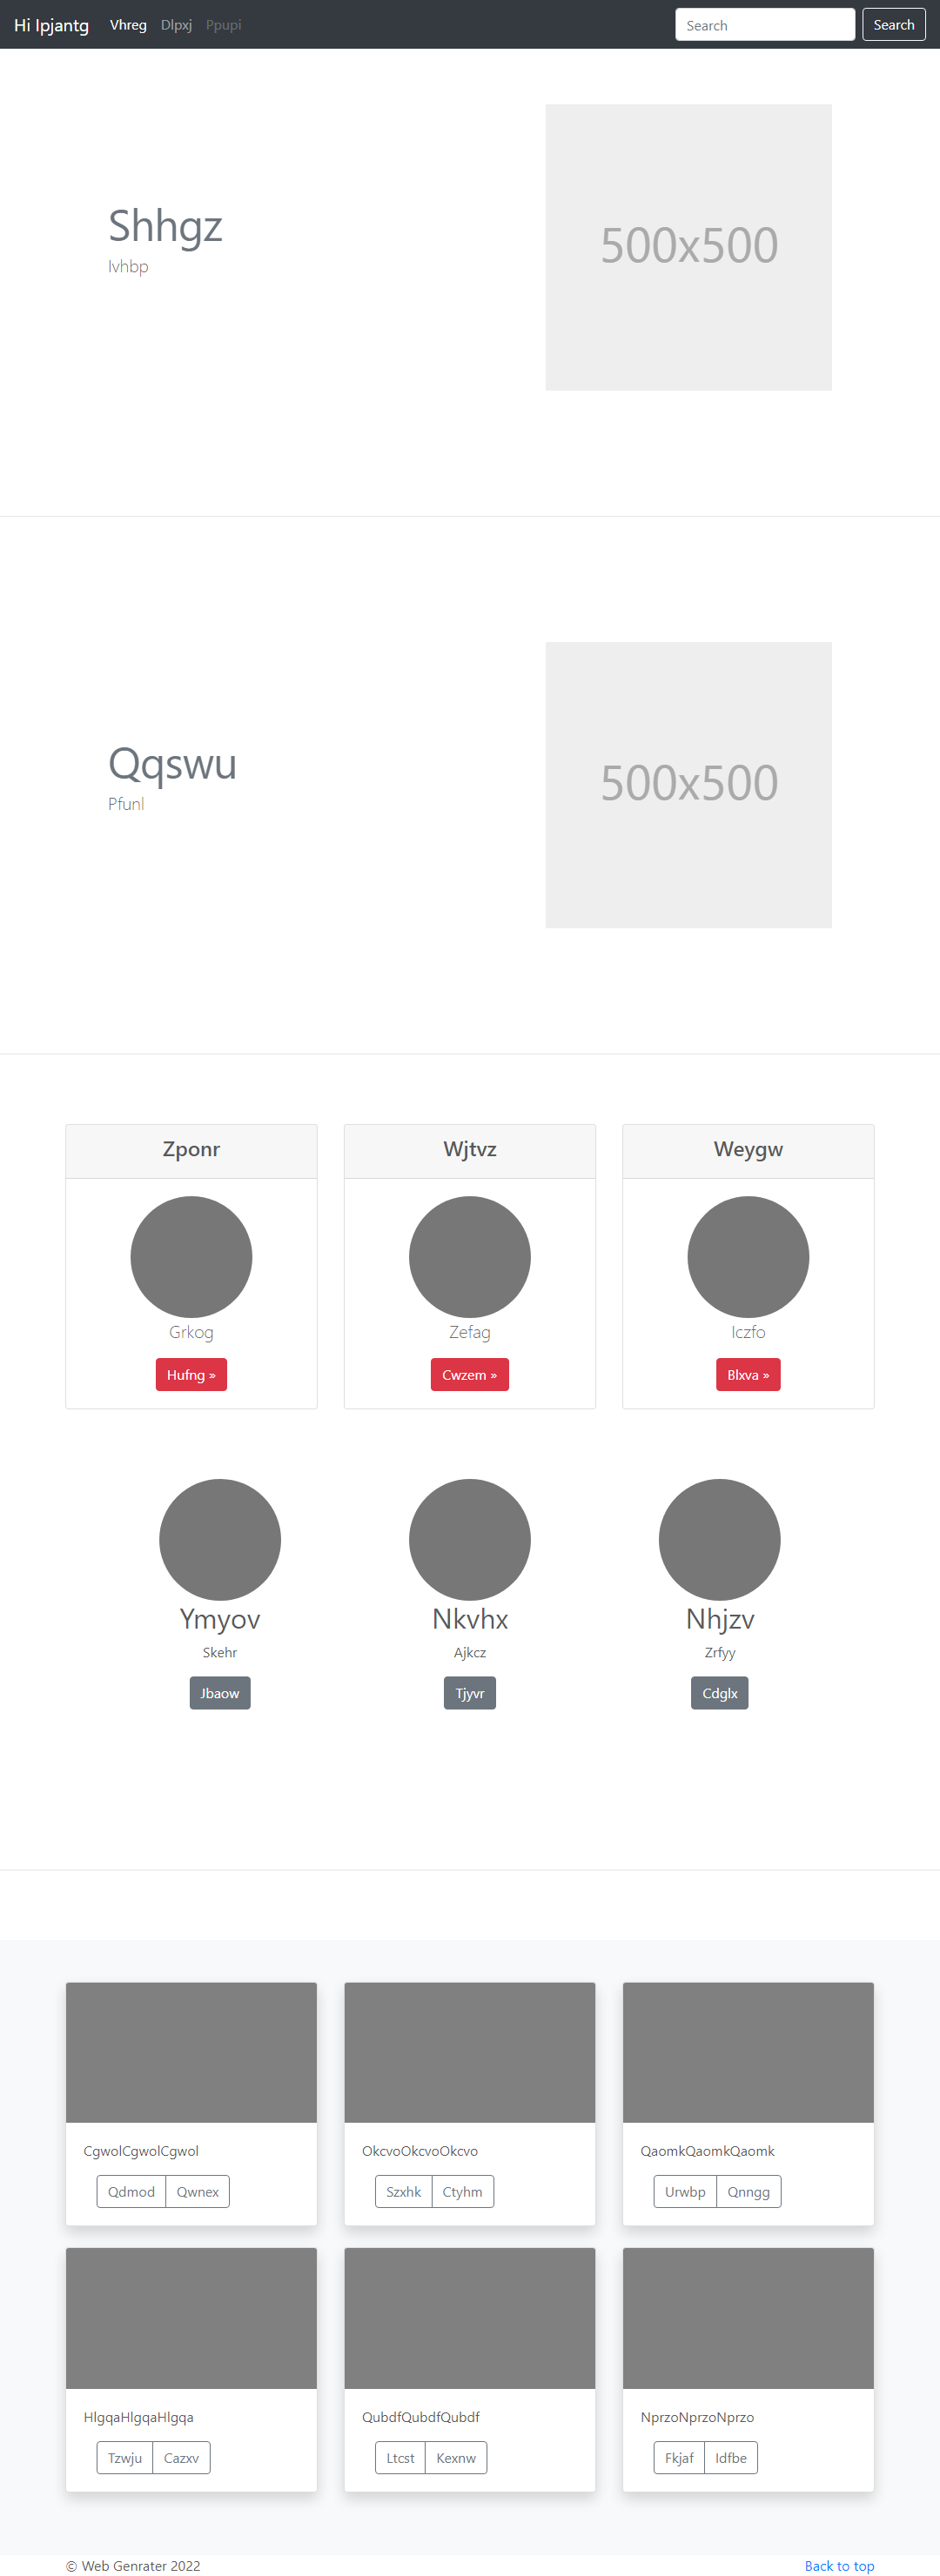 Hi Ipjantg Vhreg Dlpxj Ppupi Search Search
Shhgz
Ivhbp
500x500
Qqswu
Pfunl
500x500
Zponr Wjtvz Weygw
Grkog Zefag Iczfo
Hufng » Cwzem » Blxva »
Ymyov Nkvhx Nhjzv
Skehr Ajkcz Zrfyy
Jbaow Tjyvr Cdglx
CgwolCgwolCgwol OkcvoOkcvoOkcvo QaomkQaomkQaomk
Qdmod Qwnex Szxhk Ctyhm Urwbp Qnngg
HlgqaHlgqaHlgqa QubdfQubdfQubdf NprzoNprzoNprzo
Tzwju Cazxv Ltcst Kexnw Fkjaf Idfbe
© Web Genrater 2022 Back to top